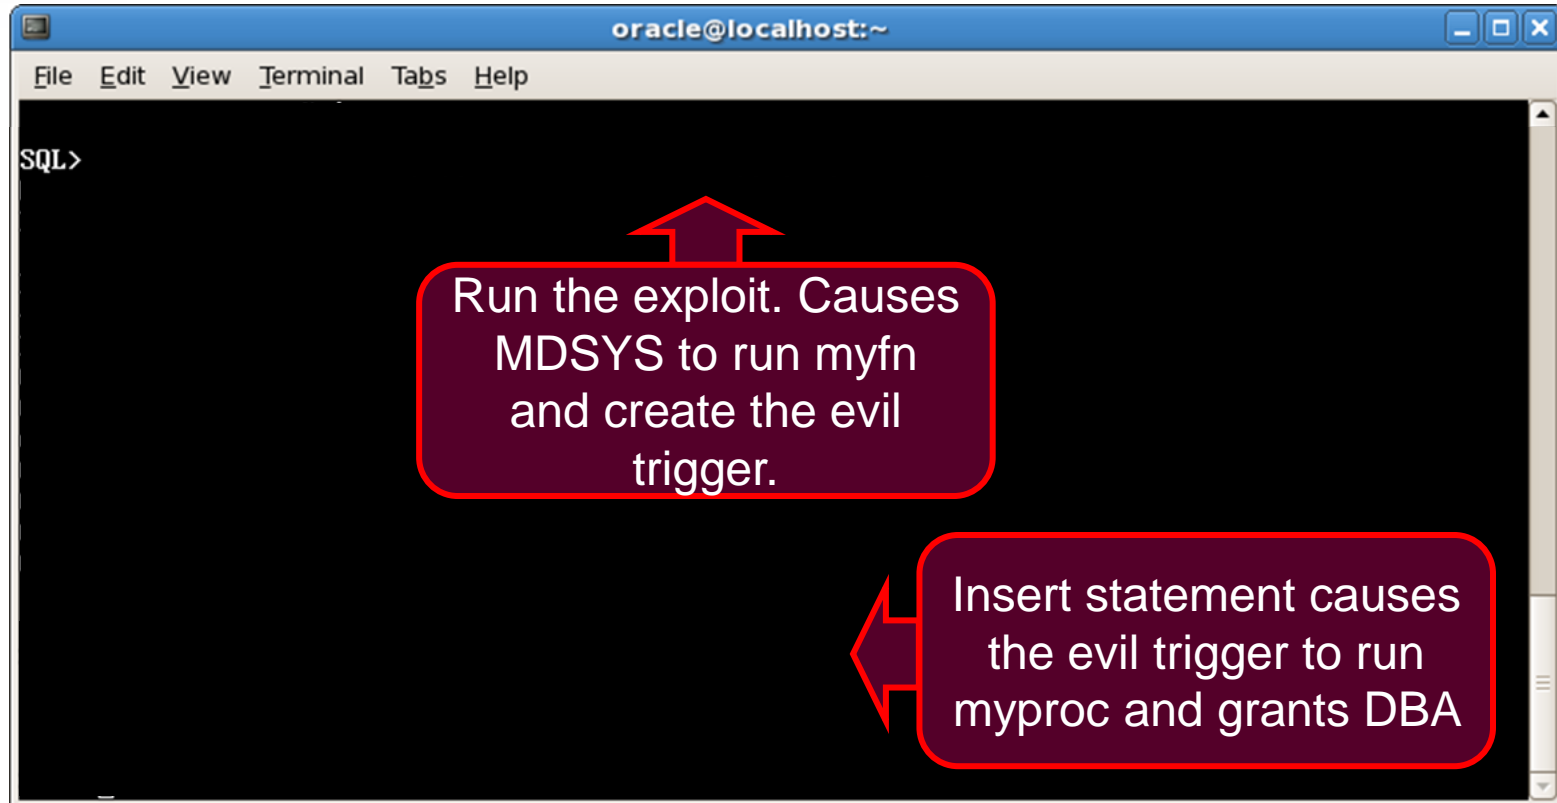 oracle@localhost:~
File Edit View Terminal Tabs Help
SQL>
Run the exploit. Causes
MDSYS to run myfn
and create the evil
trigger.
Insert statement causes
the evil trigger to run
myproc and grants DBA